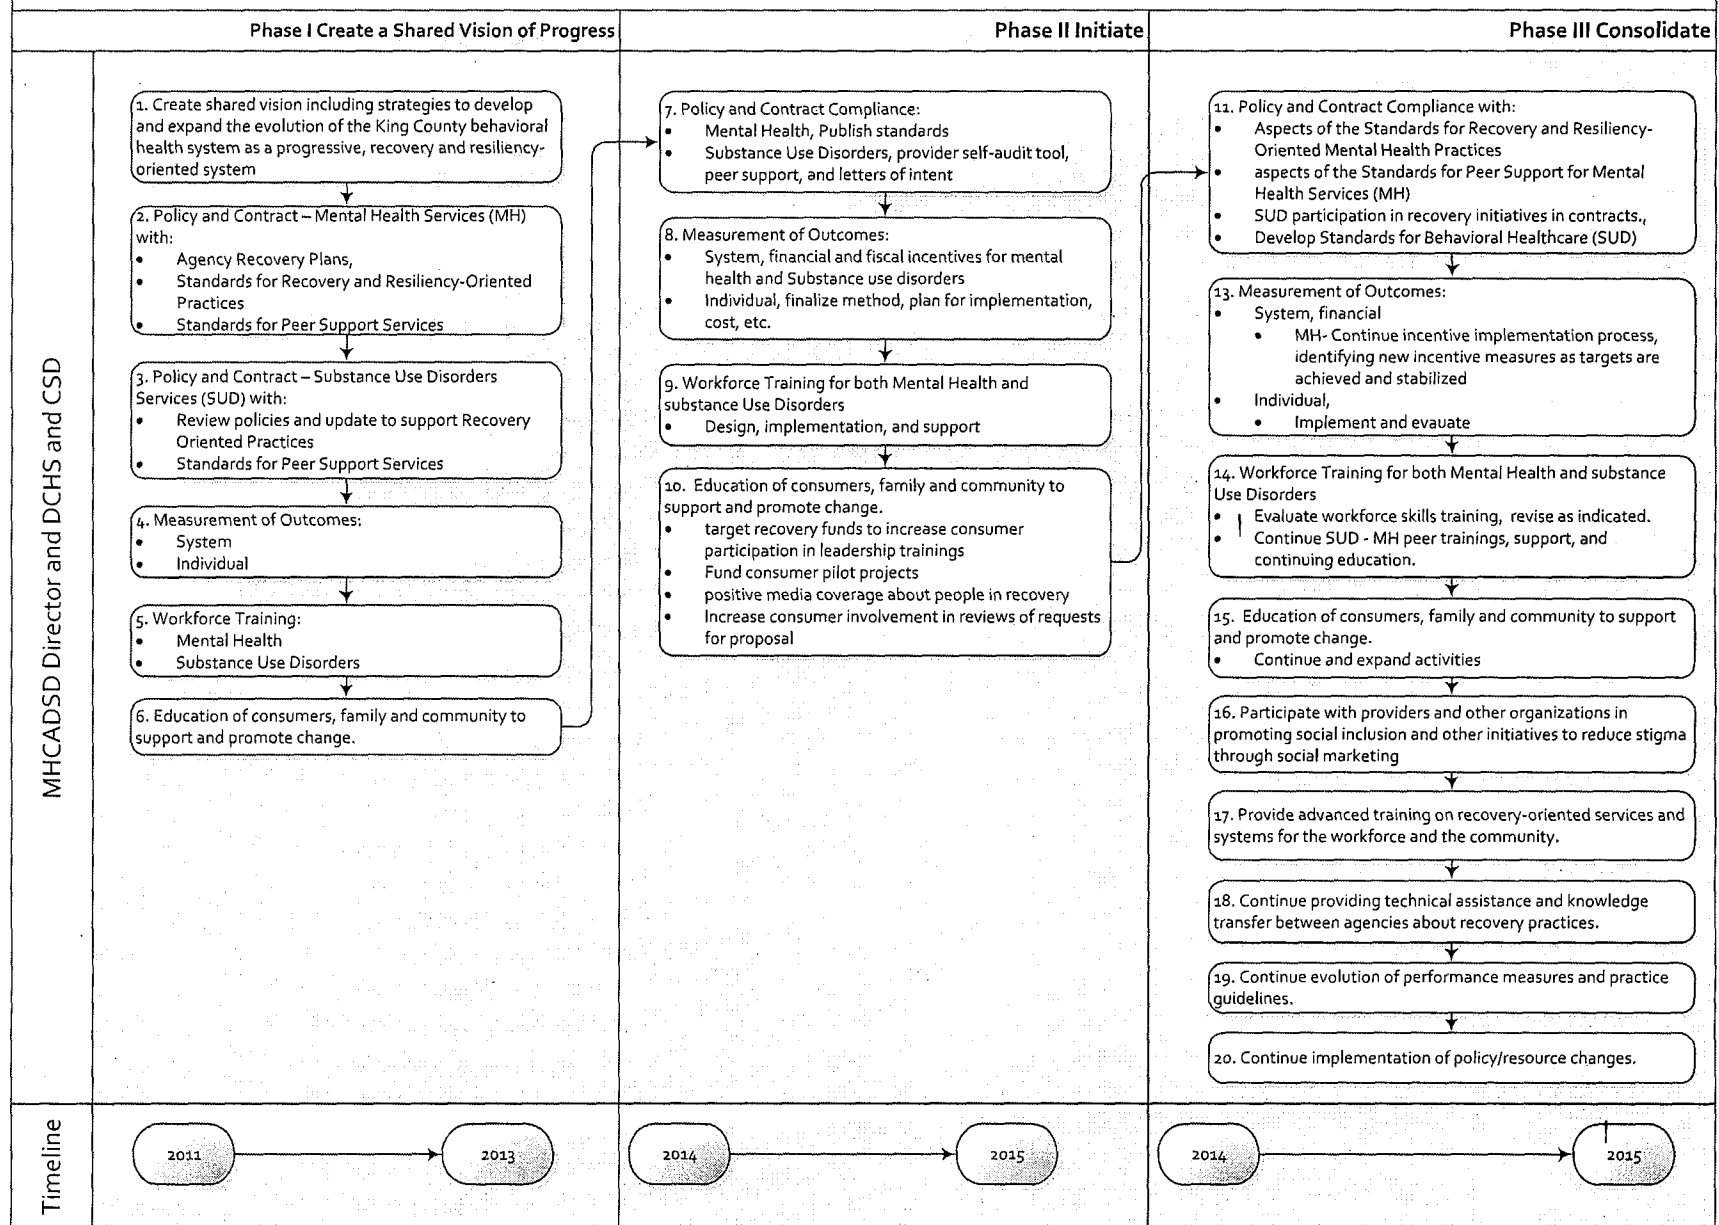 Phase I Create a Shared Vision of Progress
Phase II Initiate
Phase III Consolidate
MHCADSD Director and DCHS and CSD
1. Create shared vision including strategies to develop
and expand the evolution of the King County behavioral
health system as a progressive, recovery and resiliency-
oriented system
2. Policy and Contract – Mental Health Services (MH)
with:
• Agency Recovery Plans,
• Standards for Recovery and Resiliency-Oriented
Practices
• Standards for Peer Support Services
3. Policy and Contract – Substance Use Disorders
Services (SUD) with:
• Review policies and update to support Recovery
Oriented Practices
• Standards for Peer Support Services
4. Measurement of Outcomes:
• System
• Individual
5. Workforce Training:
• Mental Health
• Substance Use Disorders
6. Education of consumers, family and community to
support and promote change.
7. Policy and Contract Compliance:
• Mental Health, Publish standards
• Substance Use Disorders, provider self-audit tool,
peer support, and letters of intent
8. Measurement of Outcomes:
• System, financial and fiscal incentives for mental
health and Substance use disorders
• Individual, finalize method, plan for implementation,
cost, etc.
9. Workforce Training for both Mental Health and
substance Use Disorders
• Design, implementation, and support
10. Education of consumers, family and community to
support and promote change.
• target recovery funds to increase consumer
participation in leadership trainings
• Fund consumer pilot projects
• positive media coverage about people in recovery
• Increase consumer involvement in reviews of requests
for proposal
11. Policy and Contract Compliance with:
• Aspects of the Standards for Recovery and Resiliency-
Oriented Mental Health Practices
• aspects of the Standards for Peer Support for Mental
Health Services (MH)
• SUD participation in recovery initiatives in contracts.,
• Develop Standards for Behavioral Healthcare (SUD)
13. Measurement of Outcomes:
• System, financial
• MH- Continue incentive implementation process,
identifying new incentive measures as targets are
achieved and stabilized
• Individual,
• Implement and evauate
14. Workforce Training for both Mental Health and substance
Use Disorders
• Evaluate workforce skills training, revise as indicated.
• Continue SUD - MH peer trainings, support, and
continuing education.
15. Education of consumers, family and community to support
and promote change.
• Continue and expand activities
16. Participate with providers and other organizations in
promoting social inclusion and other initiatives to reduce stigma
through social marketing
17. Provide advanced training on recovery-oriented services and
systems for the workforce and the community.
18. Continue providing technical assistance and knowledge
transfer between agencies about recovery practices.
19. Continue evolution of performance measures and practice
guidelines.
20. Continue implementation of policy/resource changes.
Timeline
2011
2013
2014
2015
2014
2015